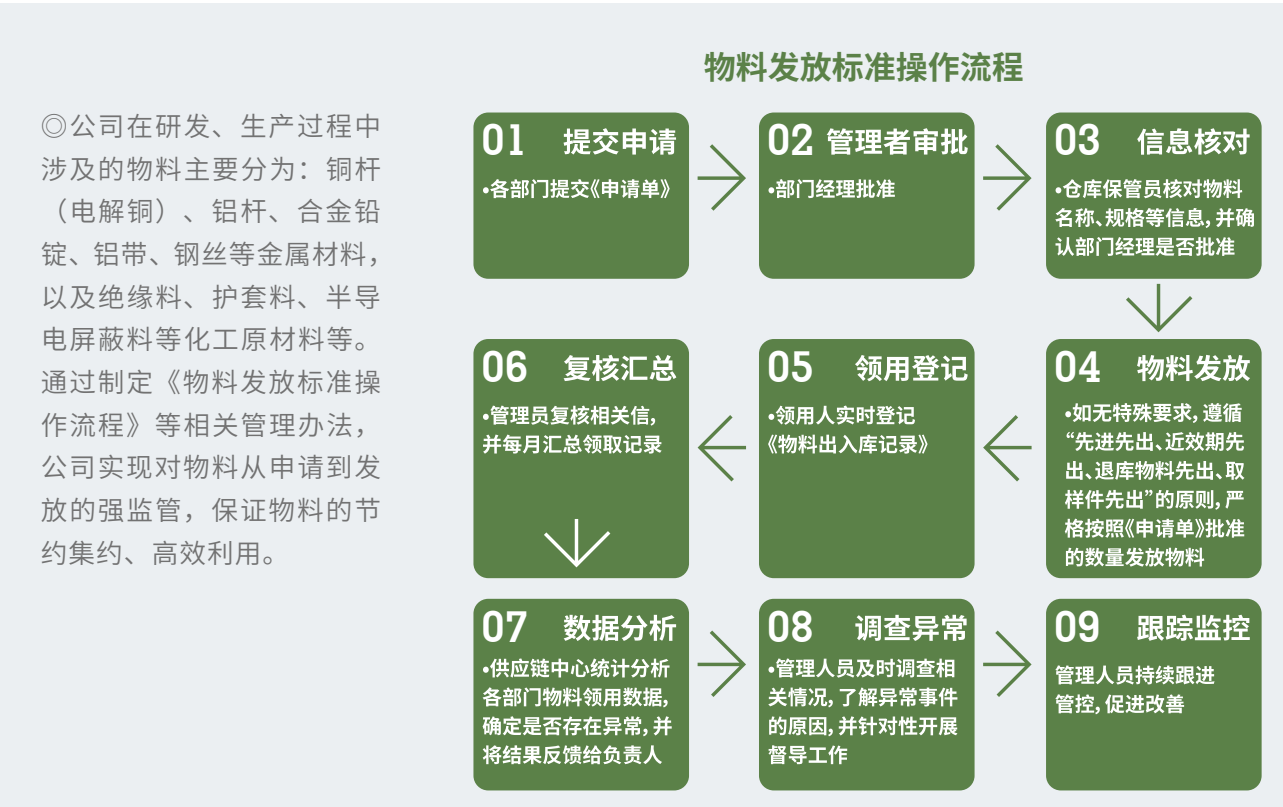 物料发放标准操作流程
◎公司在研发、生产过程中
涉及的物料主要分为：铜杆
（电解铜）、铝杆、合金铅
锭、铝带、钢丝等金属材料，
以及绝缘料、护套料、半导
电屏蔽料等化工原材料等。
通过制定《物料发放标准操
作流程》等相关管理办法，
公司实现对物料从申请到发
放的强监管，保证物料的节
约集约、高效利用。
01 提交申请
•各部门提交《申请单》
02 管理者审批
•部门经理批准
03 信息核对
•仓库保管员核对物料
名称、规格等信息，并确
认部门经理是否批准
04 物料发放
•如无特殊要求，遵循
“先进先出、近效期先
出、退库物料先出、取
样件先出”的原则，严
格按照《申请单》批准
的数量发放物料
05 领用登记
•领用人实时登记
《物料出入库记录》
06 复核汇总
•管理员复核相关信，
并每月汇总领取记录
07 数据分析
•供应链中心统计分析
各部门物料领用数据，
确定是否存在异常，并
将结果反馈给负责人
08 调查异常
•管理人员及时调查相
关情况，了解异常事件
的原因，并针对性开展
督导工作
09 跟踪监控
管理人员持续跟进
管控，促进改善